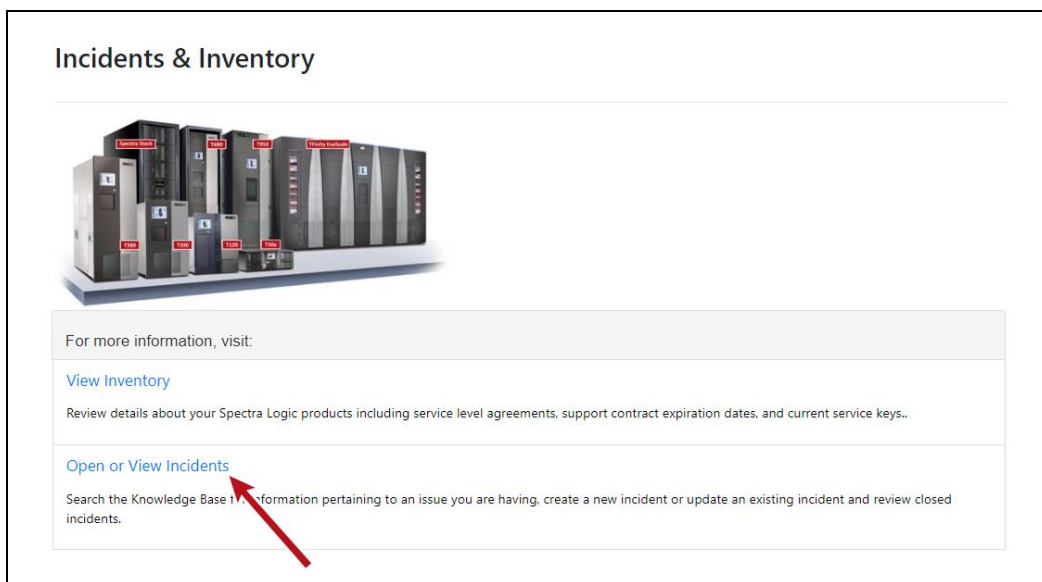 Incidents & Inventory
Spectra Stack
T680
T950
TFinity ExaScale
T380
T200
T120
T50e
For more information, visit:
View Inventory
Review details about your Spectra Logic products including service level agreements, support contract expiration dates, and current service keys..
Open or View Incidents
Search the Knowledge Base information pertaining to an issue you are having, create a new incident or update an existing incident and review closed
incidents.